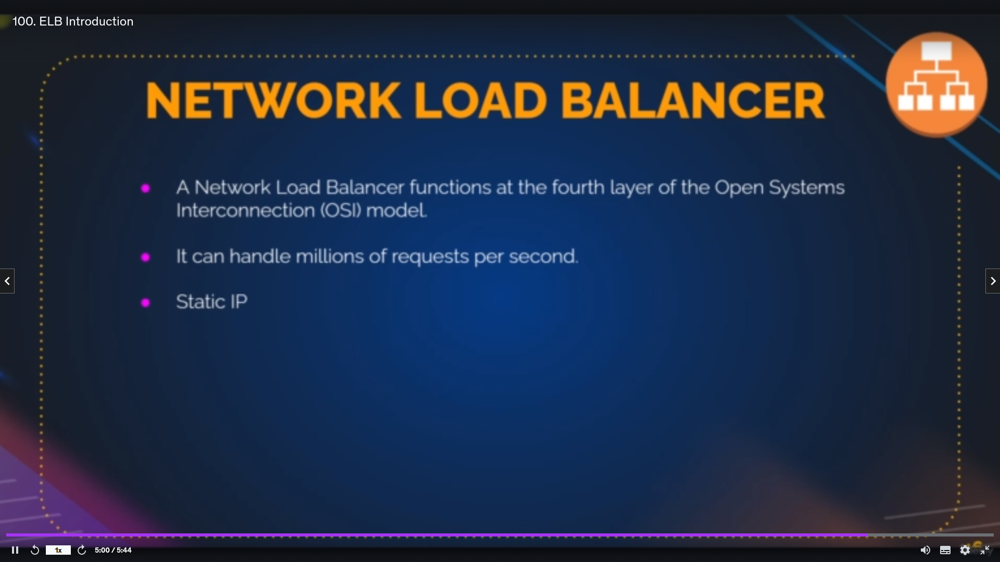 100. ELB Introduction
NETWORK LOAD BALANCER
A Network Load Balancer functions at the fourth layer of the Open Systems
Interconnection (OSI) model.
It can handle millions of requests per second.
Static IP
1x
5:00 / 5:44